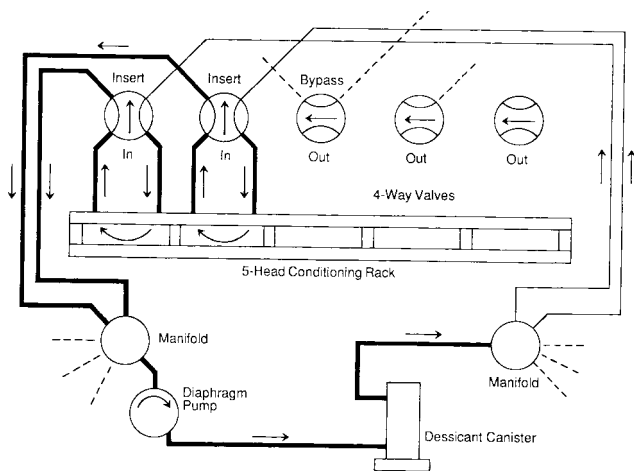 Insert
Insert
Bypass
In
In
Out
Out
Out
4-Way Valves
5-Head Conditioning Rack
Manifold
Manifold
Diaphragm
Pump
Dessicant Canister